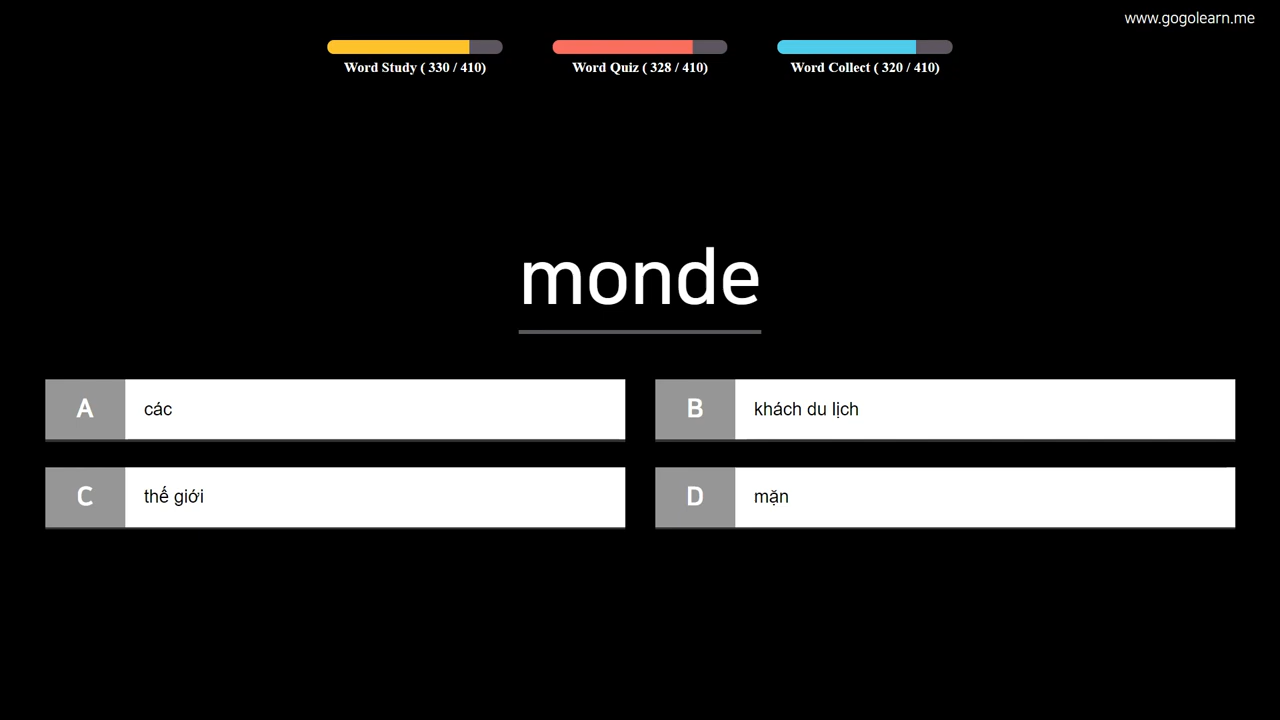 www.gogolearn.me
Word Study ( 330 / 410)
Word Quiz ( 328 / 410)
Word Collect ( 320 / 410)
monde
A các
B khách du lịch
C thế giới
D mặn